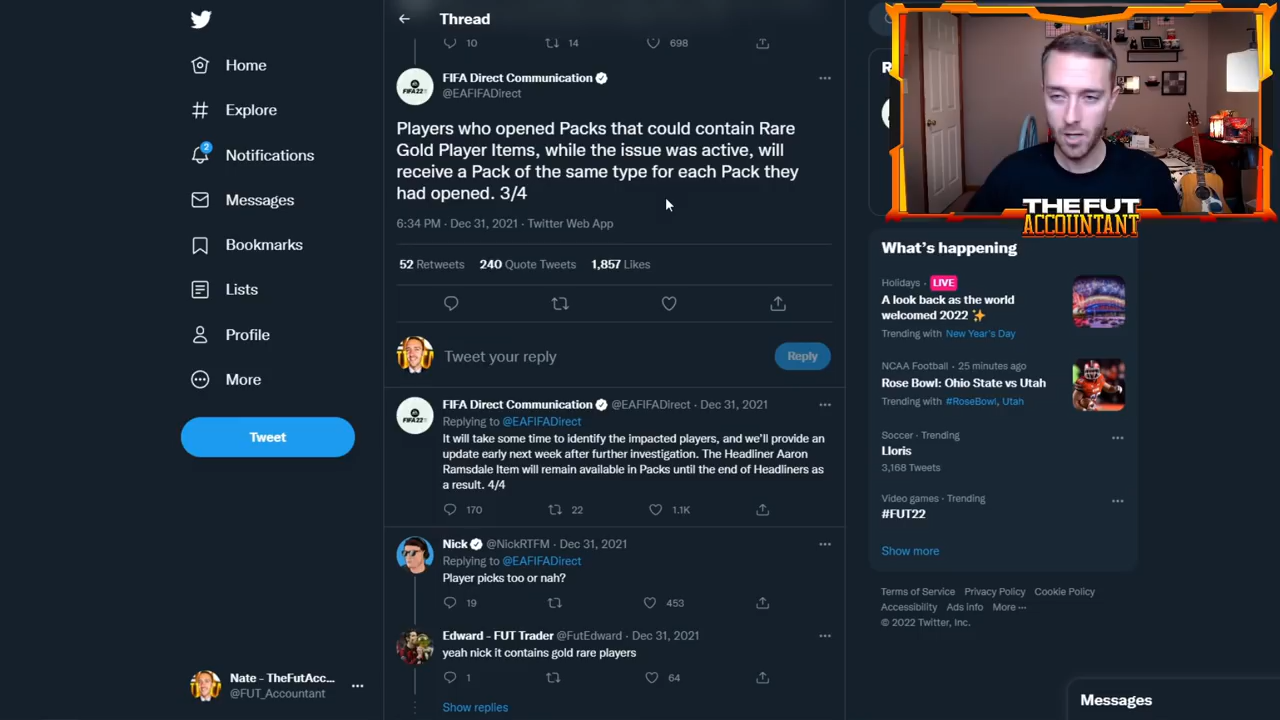 Thread
10
14
698
Home
Explore
2
Notifications
Messages
Bookmarks
Lists
Profile
More
Tweet
Nate - TheFutAcc...
@FUT_Accountant
FIFA 22
FIFA Direct Communication
@EAFIFADirect
Players who opened Packs that could contain Rare
Gold Player Items, while the issue was active, will
receive a Pack of the same type for each Pack they
had opened. 3/4
6:34 PM · Dec 31, 2021 · Twitter Web App
52 Retweets 240 Quote Tweets 1,857 Likes
Tweet your reply
Reply
FIFA 22
FIFA Direct Communication @EAFIFADirect · Dec 31, 2021
Replying to @EAFIFADirect
It will take some time to identify the impacted players, and we'll provide an
update early next week after further investigation. The Headliner Aaron
Ramsdale Item will remain available in Packs until the end of Headliners as
a result. 4/4
170
22
1.1K
Nick @NickRTFM · Dec 31, 2021
Replying to @EAFIFADirect
Player picks too or nah?
19
453
Edward - FUT Trader @FutEdward · Dec 31, 2021
yeah nick it contains gold rare players
1
64
Show replies
THE FUT
ACCOUNTANT
What's happening
Holidays · LIVE
A look back as the world
welcomed 2022 ✨
Trending with New Year's Day
NCAA Football · 25 minutes ago
Rose Bowl: Ohio State vs Utah
Trending with #RoseBowl, Utah
Soccer · Trending
Lloris
3,168 Tweets
Video games · Trending
#FUT22
Show more
Terms of Service Privacy Policy Cookie Policy
Accessibility Ads info More ···
© 2022 Twitter, Inc.
Messages